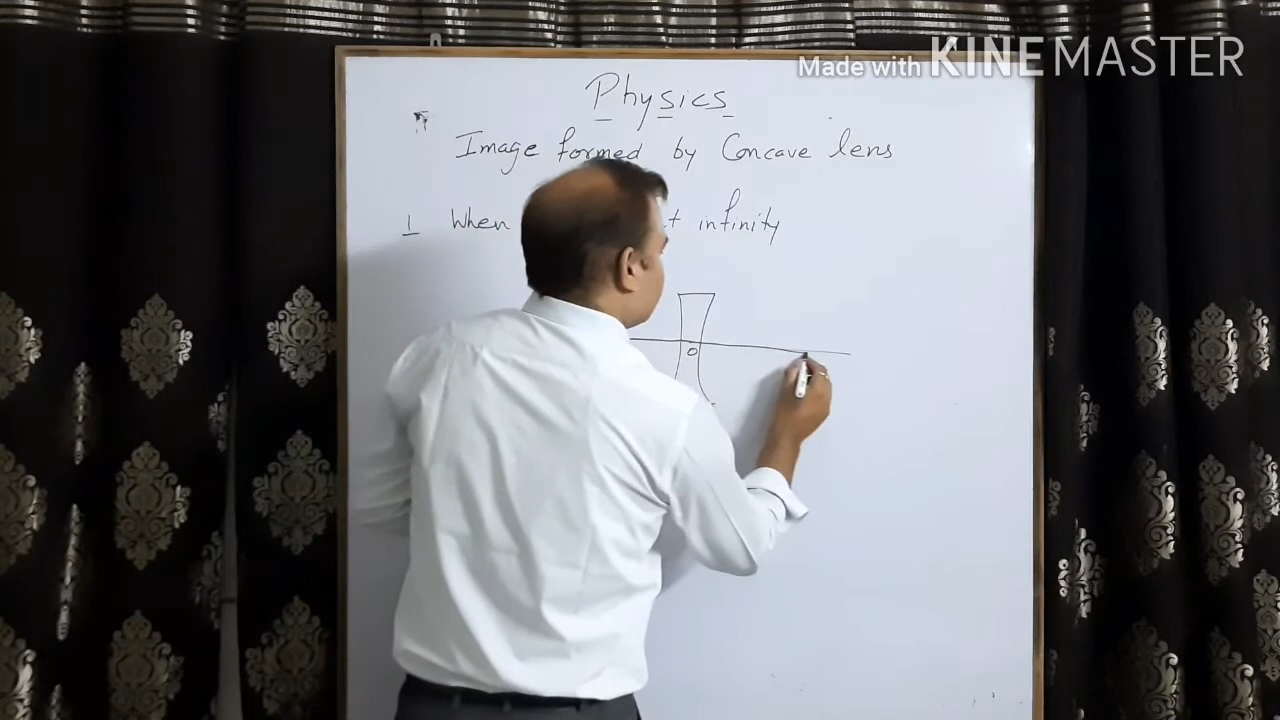 Made with KINEMASTER
Physics
Image formed by Concave lens
1 When infinity
O